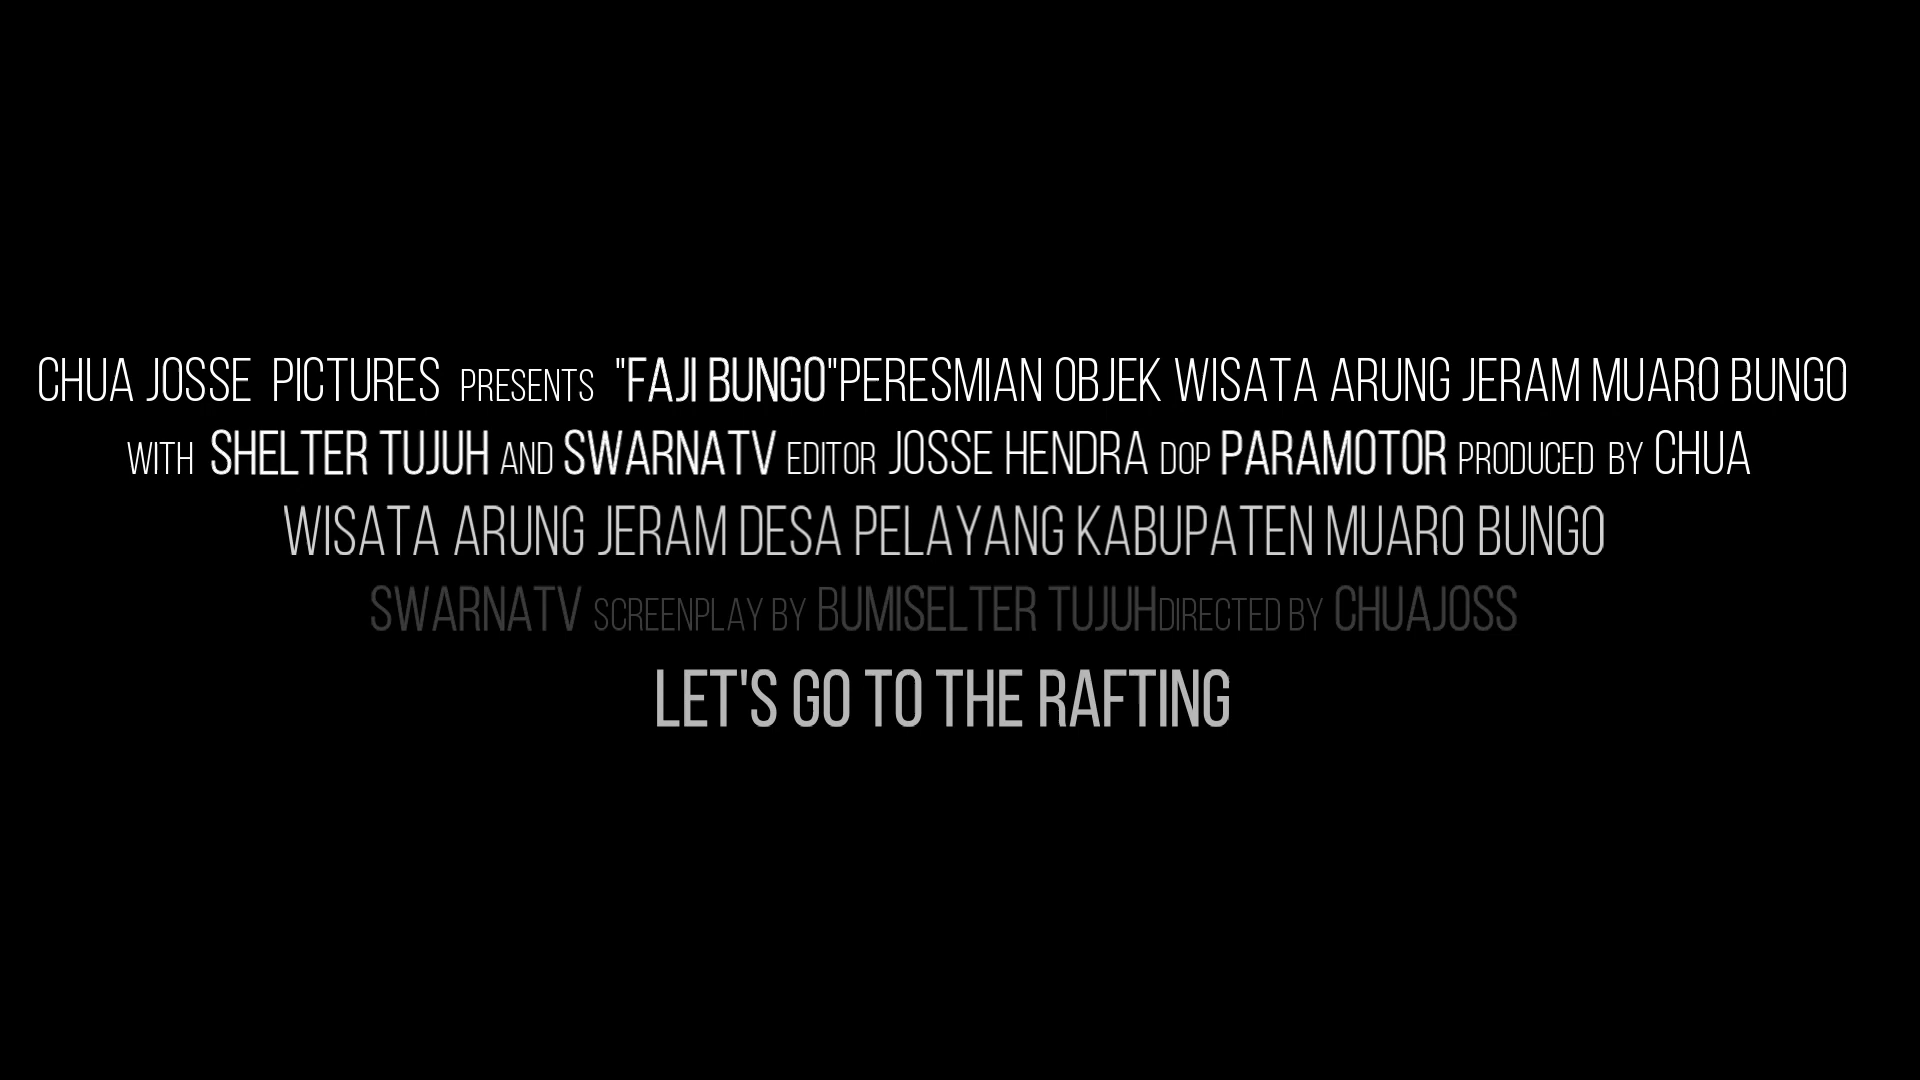 CHUA JOSSE PICTURES PRESENTS "FAJI BUNGO"PERESMIAN OBJEK WISATA ARUNG JERAM MUARO BUNGO
WITH SHELTER TUJUH AND SWARNATV EDITOR JOSSE HENDRA DOP PARAMOTOR PRODUCED BY CHUA
WISATA ARUNG JERAM DESA PELAYANG KABUPATEN MUARO BUNGO
SWARNATV SCREENPLAY BY BUMISELTER TUJUHDIRECTED BY CHUAJOSS
LET'S GO TO THE RAFTING